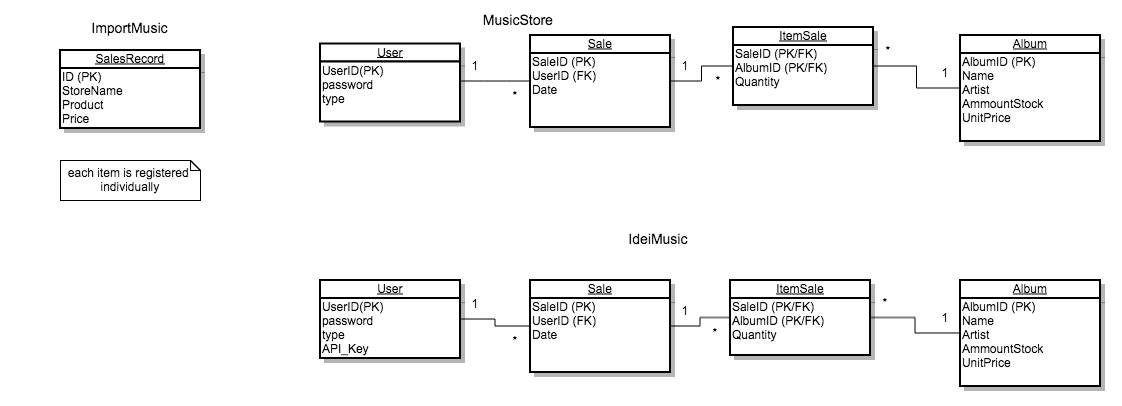 ImportMusic
SalesRecord
ID (PK)
StoreName
Product
Price
each item is registered
individually
MusicStore
User
UserID(PK)
password
type
1
*
Sale
SaleID (PK)
UserID (FK)
Date
1
*
ItemSale
SaleID (PK/FK)
AlbumID (PK/FK)
Quantity
*
1
Album
AlbumID (PK)
Name
Artist
AmmountStock
UnitPrice
IdeiMusic
User
UserID(PK)
password
type
API_Key
1
*
Sale
SaleID (PK)
UserID (FK)
Date
1
*
ItemSale
SaleID (PK/FK)
AlbumID (PK/FK)
Quantity
*
1
Album
AlbumID (PK)
Name
Artist
AmmountStock
UnitPrice